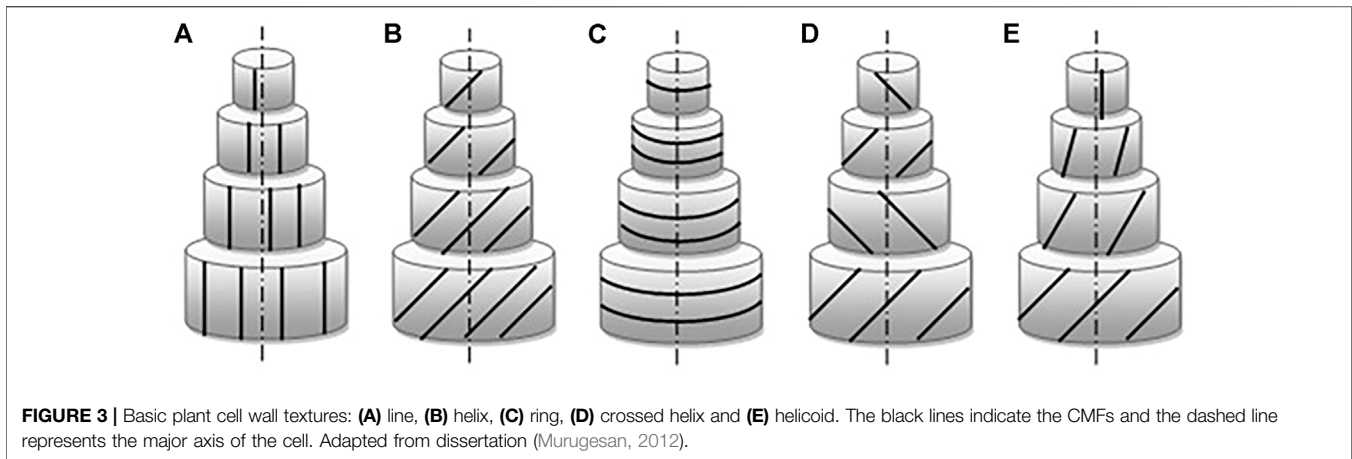 A B C D E
FIGURE 3 | Basic plant cell wall textures: (A) line, (B) helix, (C) ring, (D) crossed helix and (E) helicoid. The black lines indicate the CMFs and the dashed line
represents the major axis of the cell. Adapted from dissertation (Murugesan, 2012).